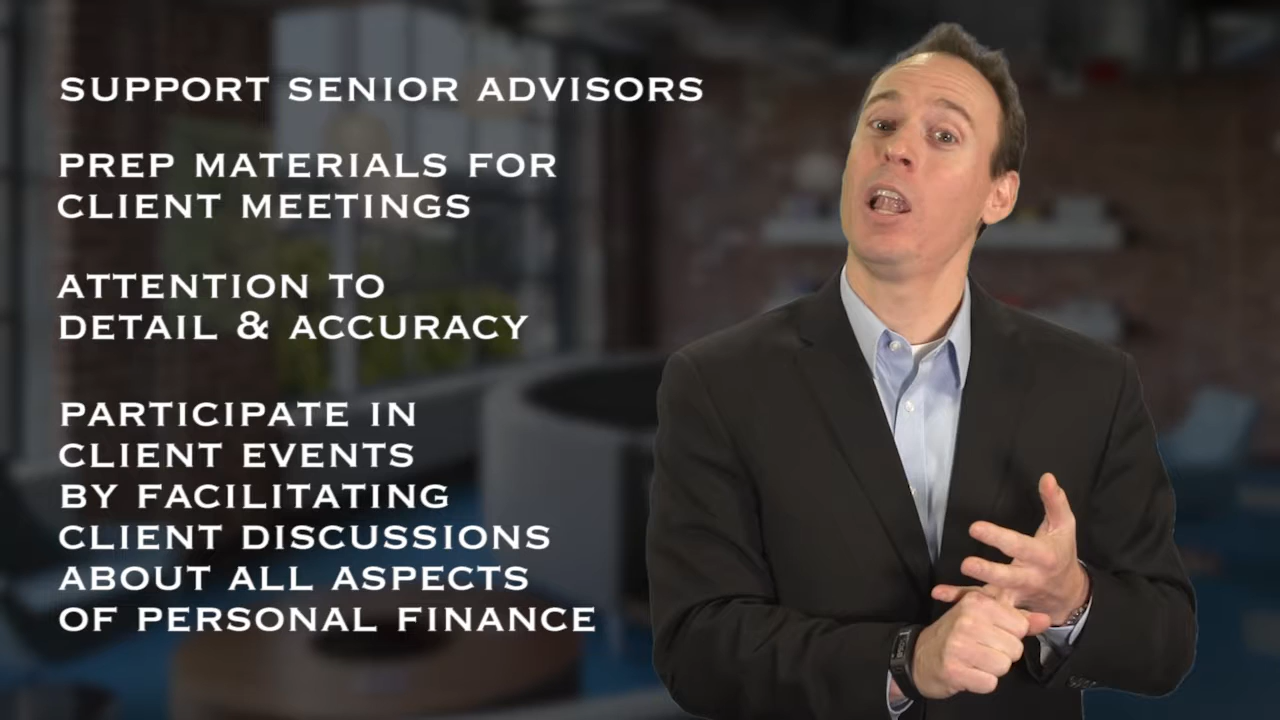 SUPPORT SENIOR ADVISORS
PREP MATERIALS FOR
CLIENT MEETINGS
ATTENTION TO
DETAIL & ACCURACY
PARTICIPATE IN
CLIENT EVENTS
BY FACILITATING
CLIENT DISCUSSIONS
ABOUT ALL ASPECTS
OF PERSONAL FINANCE